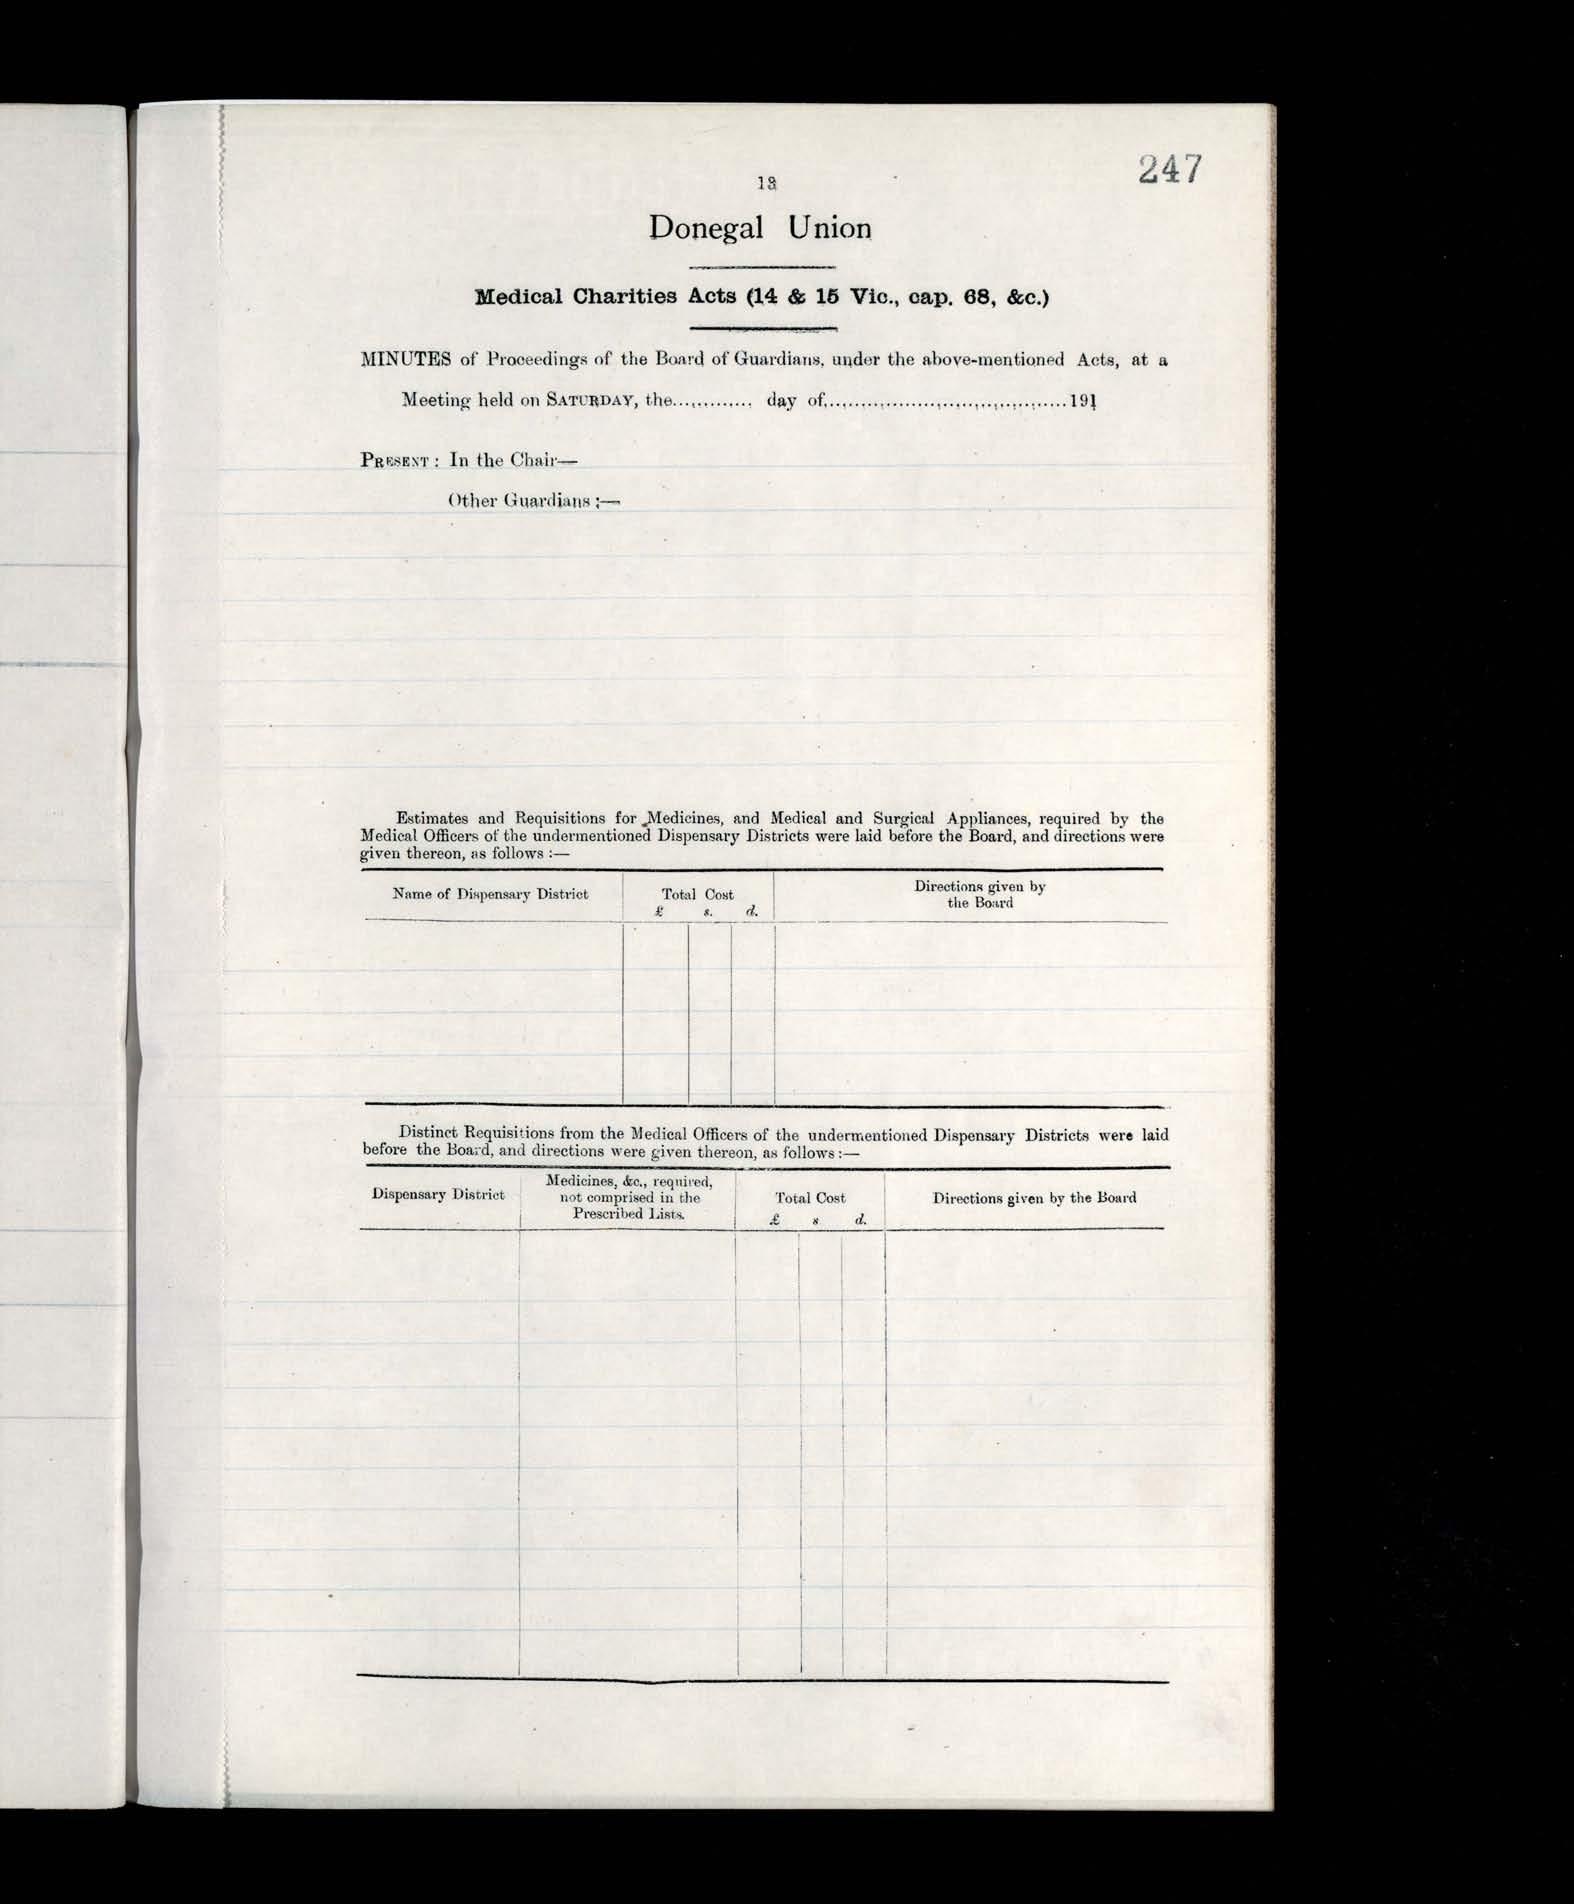 247
13
Donegal Union
Medical Charities Acts (14 & 15 Vic., cap. 68, &c.)
MINUTES of Proceedings of the Board of Guardians, under the above-mentioned Acts, at a
Meeting held on SATURDAY, the............. day of........................................191
PRESENT: In the Chair—
Other Guardians:—
Estimates and Requisitions for Medicines, and Medical and Surgical Appliances, required by the
Medical Officers of the undermentioned Dispensary Districts were laid before the Board, and directions were
given thereon, as follows :—
Name of Dispensary District
Total Cost
£ s. d.
Directions given by
the Board
Distinct Requisitions from the Medical Officers of the undermentioned Dispensary Districts were laid
before the Board, and directions were given thereon, as follows :—
Dispensary District
Medicines, &c., required,
not comprised in the
Prescribed Lists.
Total Cost
£ s d.
Directions given by the Board